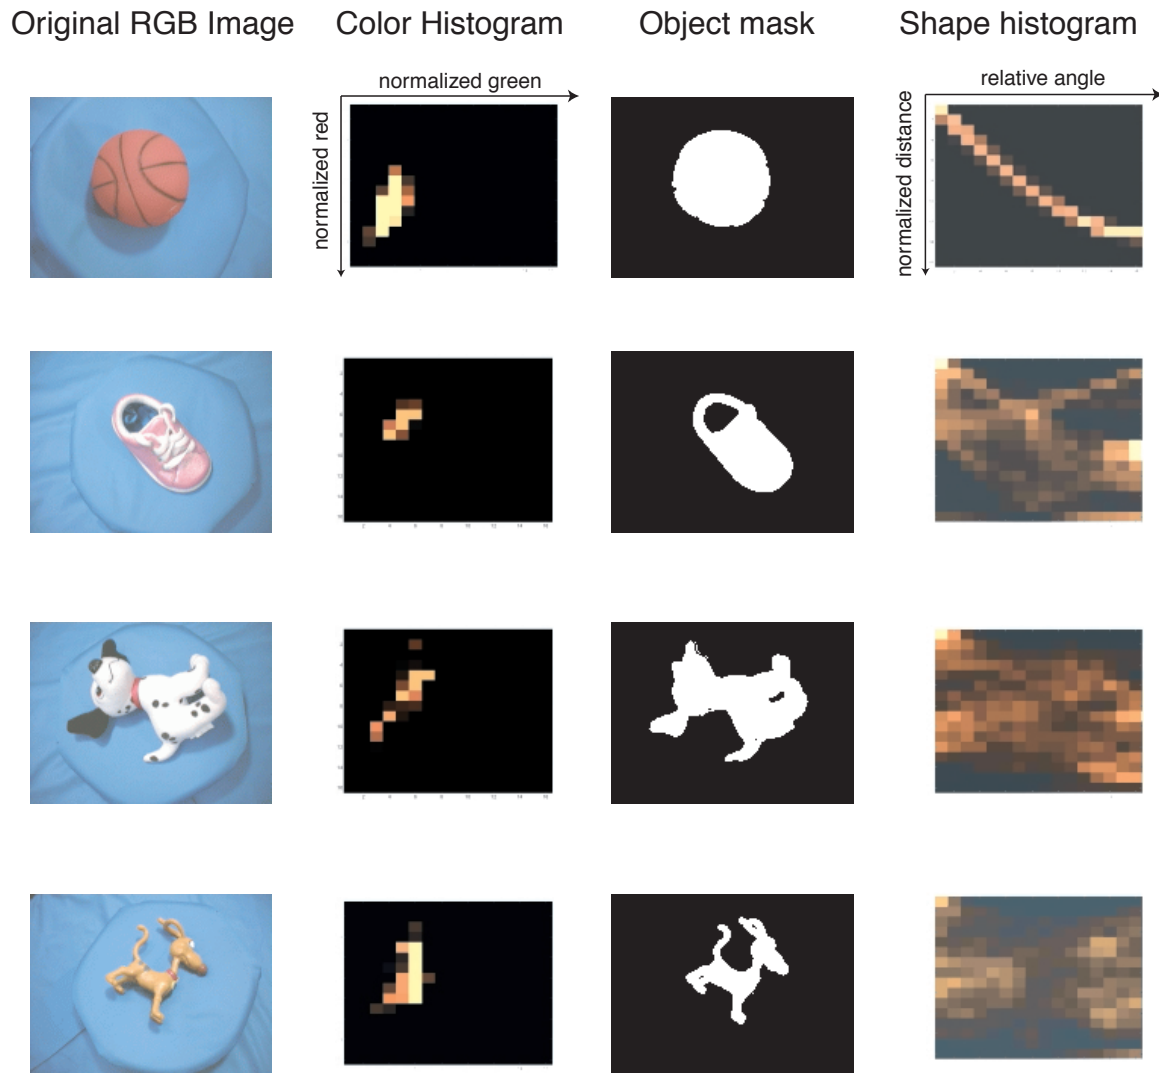 Original RGB Image
Color Histogram
Object mask
Shape histogram
normalized green
relative angle
normalized red
normalized distance